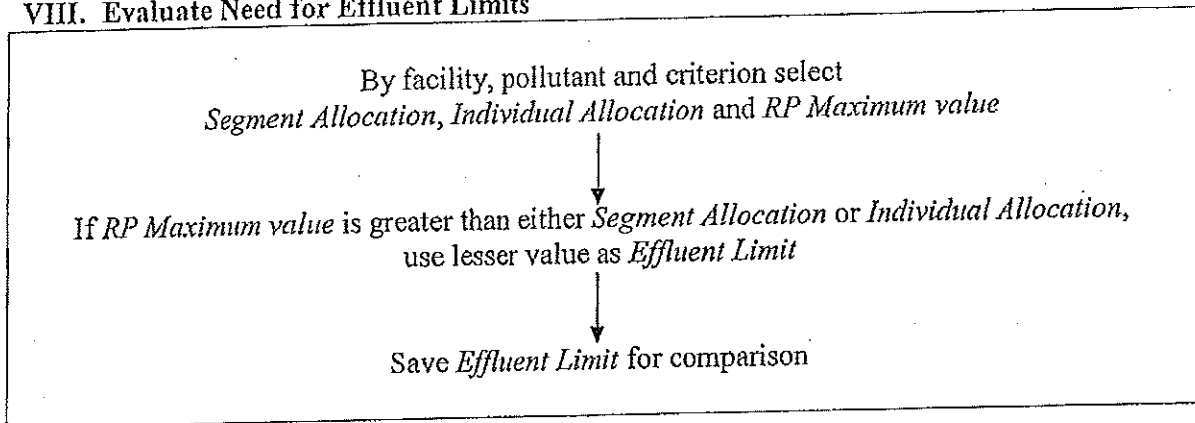 VIII. Evaluate Need for Effluent Limits
By facility, pollutant and criterion select
Segment Allocation, Individual Allocation and RP Maximum value
If RP Maximum value is greater than either Segment Allocation or Individual Allocation,
use lesser value as Effluent Limit
Save Effluent Limit for comparison